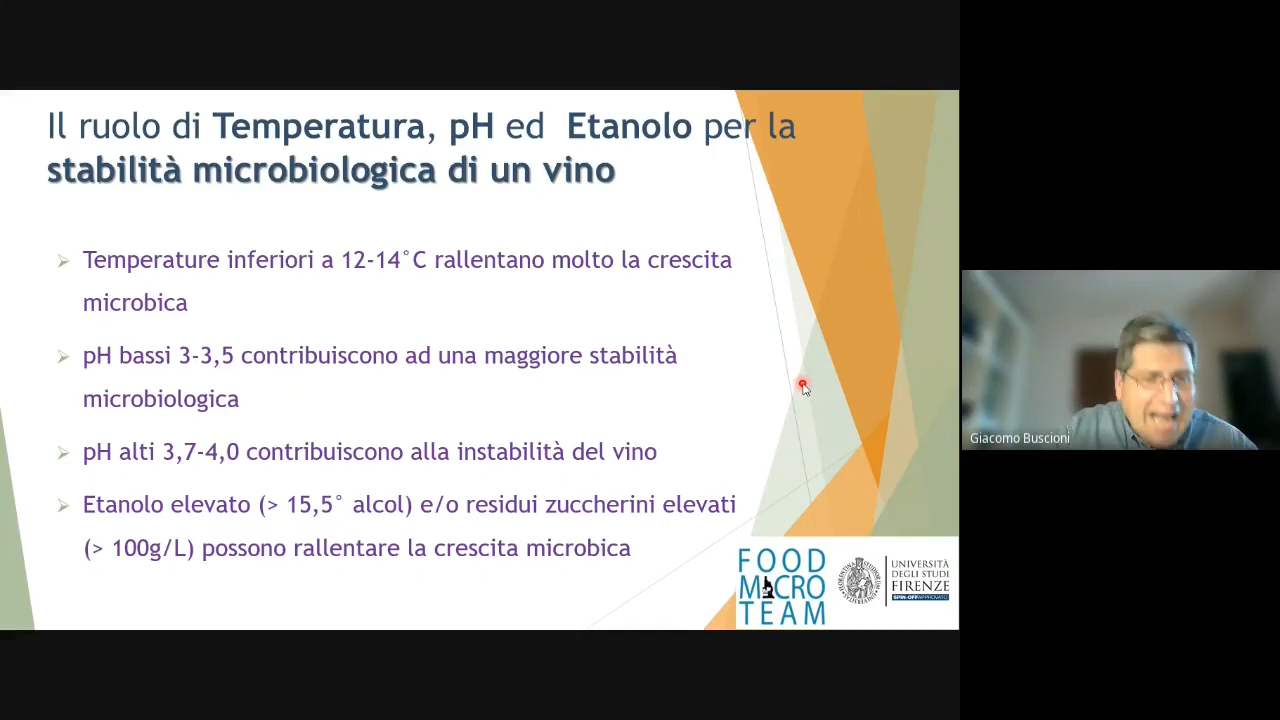 Il ruolo di Temperatura, pH ed Etanolo per la
stabilità microbiologica di un vino
Temperature inferiori a 12-14°C rallentano molto la crescita
microbica
pH bassi 3-3,5 contribuiscono ad una maggiore stabilità
microbiologica
pH alti 3,7-4,0 contribuiscono alla instabilità del vino
Etanolo elevato (> 15,5° alcol) e/o residui zuccherini elevati
(> 100g/L) possono rallentare la crescita microbica
FOOD
MICRO
TEAM
UNIVERSITÀ
DEGLI STUDI
FIRENZE
SPIN-OFF APPROVATO
Giacomo Buscioni